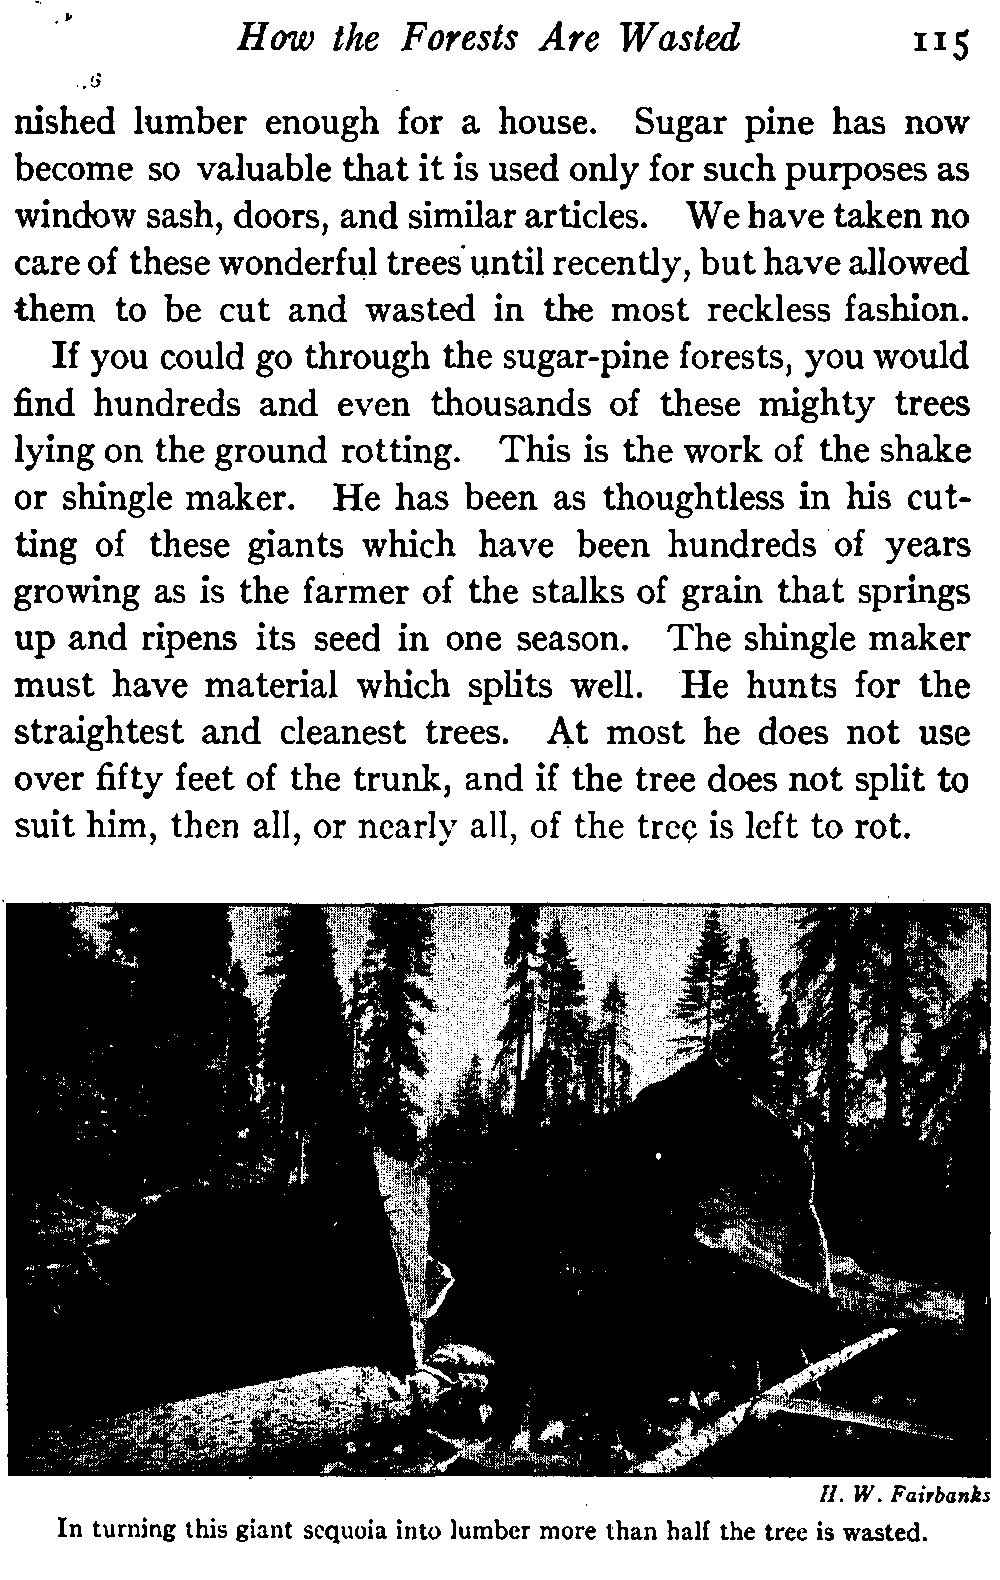 How the Forests Are Wasted 115
nished lumber enough for a house. Sugar pine has now
become so valuable that it is used only for such purposes as
window sash, doors, and similar articles. We have taken no
care of these wonderful trees until recently, but have allowed
them to be cut and wasted in the most reckless fashion.
If you could go through the sugar-pine forests, you would
find hundreds and even thousands of these mighty trees
lying on the ground rotting. This is the work of the shake
or shingle maker. He has been as thoughtless in his cut-
ting of these giants which have been hundreds of years
growing as is the farmer of the stalks of grain that springs
up and ripens its seed in one season. The shingle maker
must have material which splits well. He hunts for the
straightest and cleanest trees. At most he does not use
over fifty feet of the trunk, and if the tree does not split to
suit him, then all, or nearly all, of the tree is left to rot.
H. W. Fairbanks
In turning this giant sequoia into lumber more than half the tree is wasted.